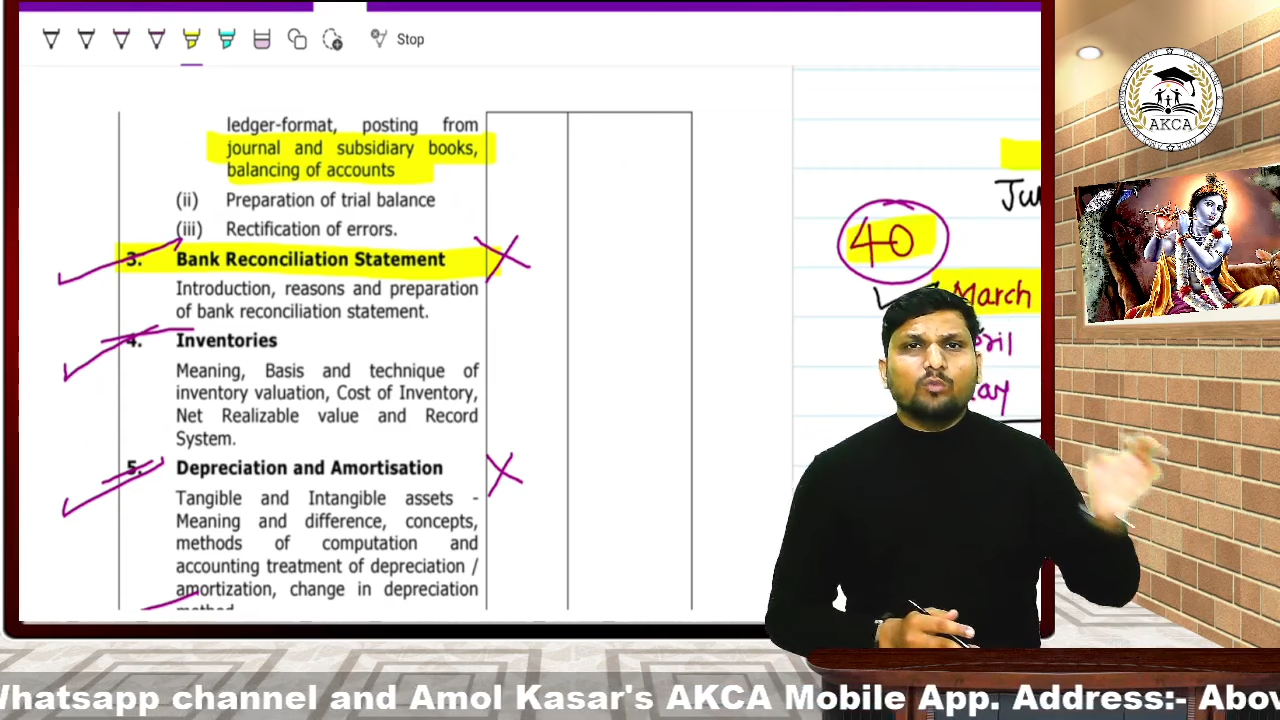 Stop
ledger-format, posting from
journal and subsidiary books,
balancing of accounts
(ii) Preparation of trial balance
(iii) Rectification of errors.
3. Bank Reconciliation Statement
Introduction, reasons and preparation
of bank reconciliation statement.
4. Inventories
Meaning, Basis and technique of
inventory valuation, Cost of Inventory,
Net Realizable value and Record
System.
5. Depreciation and Amortisation
Tangible and Intangible assets -
Meaning and difference, concepts,
methods of computation and
accounting treatment of depreciation /
amortization, change in depreciation
method
40
March
AKCA
Whatsapp channel and Amol Kasar's AKCA Mobile App. Address:- Abov